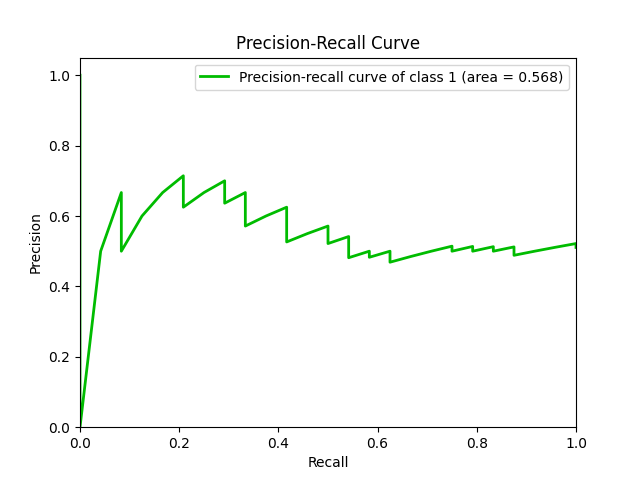 Precision-Recall Curve
Precision-recall curve of class 1 (area = 0.568)
1.0
0.8
0.6
0.4
0.2
0.0
Precision
0.0 0.2 0.4 0.6 0.8 1.0
Recall